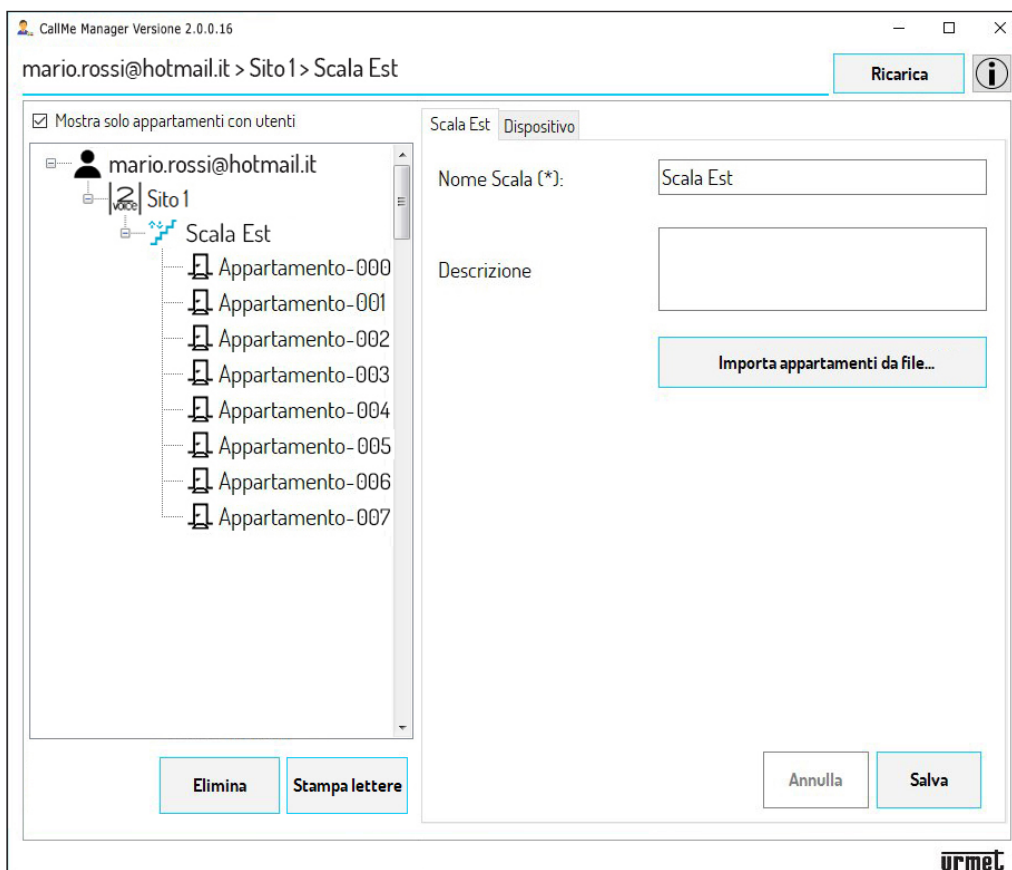 CallMe Manager Versione 2.0.0.16
mario.rossi@hotmail.it > Sito 1 > Scala Est
Ricarica
Mostra solo appartamenti con utenti
mario.rossi@hotmail.it
2 voice Sito 1
Scala Est
Appartamento-000
Appartamento-001
Appartamento-002
Appartamento-003
Appartamento-004
Appartamento-005
Appartamento-006
Appartamento-007
Elimina
Stampa lettere
Scala Est
Dispositivo
Nome Scala (*):
Scala Est
Descrizione
Importa appartamenti da file...
Annulla
Salva
urmet